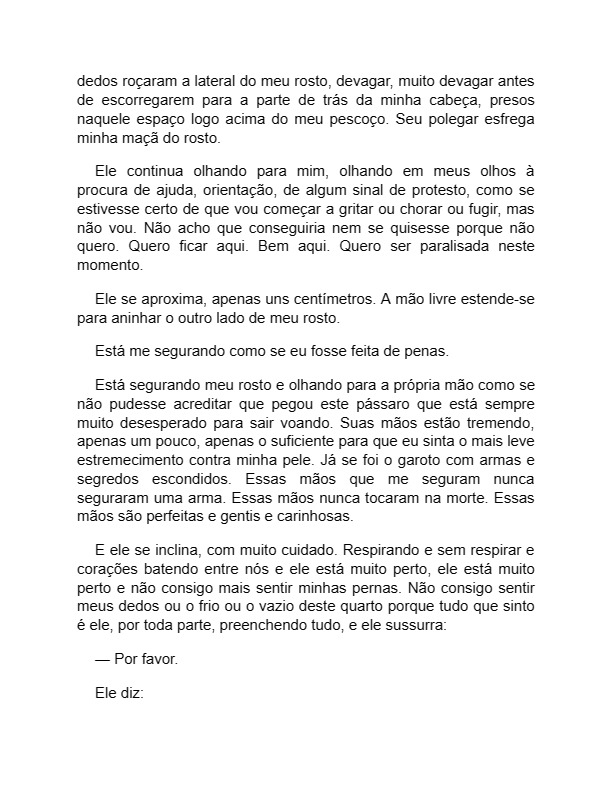 dedos roçaram a lateral do meu rosto, devagar, muito devagar antes
de escorregarem para a parte de trás da minha cabeça, presos
naquele espaço logo acima do meu pescoço. Seu polegar esfrega
minha maçã do rosto.
Ele continua olhando para mim, olhando em meus olhos à
procura de ajuda, orientação, de algum sinal de protesto, como se
estivesse certo de que vou começar a gritar ou chorar ou fugir, mas
não vou. Não acho que conseguiria nem se quisesse porque não
quero. Quero ficar aqui. Bem aqui. Quero ser paralisada neste
momento.
Ele se aproxima, apenas uns centímetros. A mão livre estende-se
para aninhar o outro lado de meu rosto.
Está me segurando como se eu fosse feita de penas.
Está segurando meu rosto e olhando para a própria mão como se
não pudesse acreditar que pegou este pássaro que está sempre
muito desesperado para sair voando. Suas mãos estão tremendo,
apenas um pouco, apenas o suficiente para que eu sinta o mais leve
estremecimento contra minha pele. Já se foi o garoto com armas e
segredos escondidos. Essas mãos que me seguram nunca
seguraram uma arma. Essas mãos nunca tocaram na morte. Essas
mãos são perfeitas e gentis e carinhosas.
E ele se inclina, com muito cuidado. Respirando e sem respirar e
corações batendo entre nós e ele está muito perto, ele está muito
perto e não consigo mais sentir minhas pernas. Não consigo sentir
meus dedos ou o frio ou o vazio deste quarto porque tudo que sinto
é ele, por toda parte, preenchendo tudo, e ele sussurra:
— Por favor.
Ele diz: